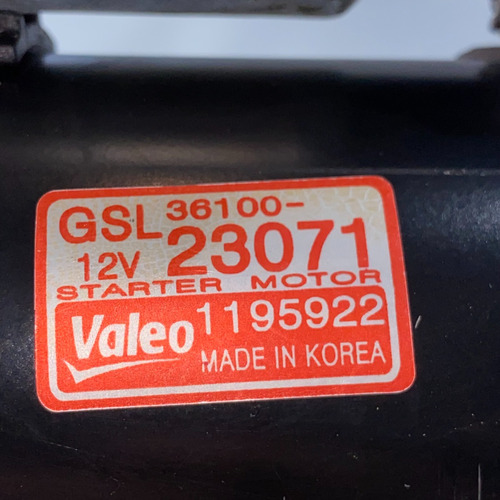 GSL 36100-
12V 23071
STARTER MOTOR
Valeo 1195922
MADE IN KOREA